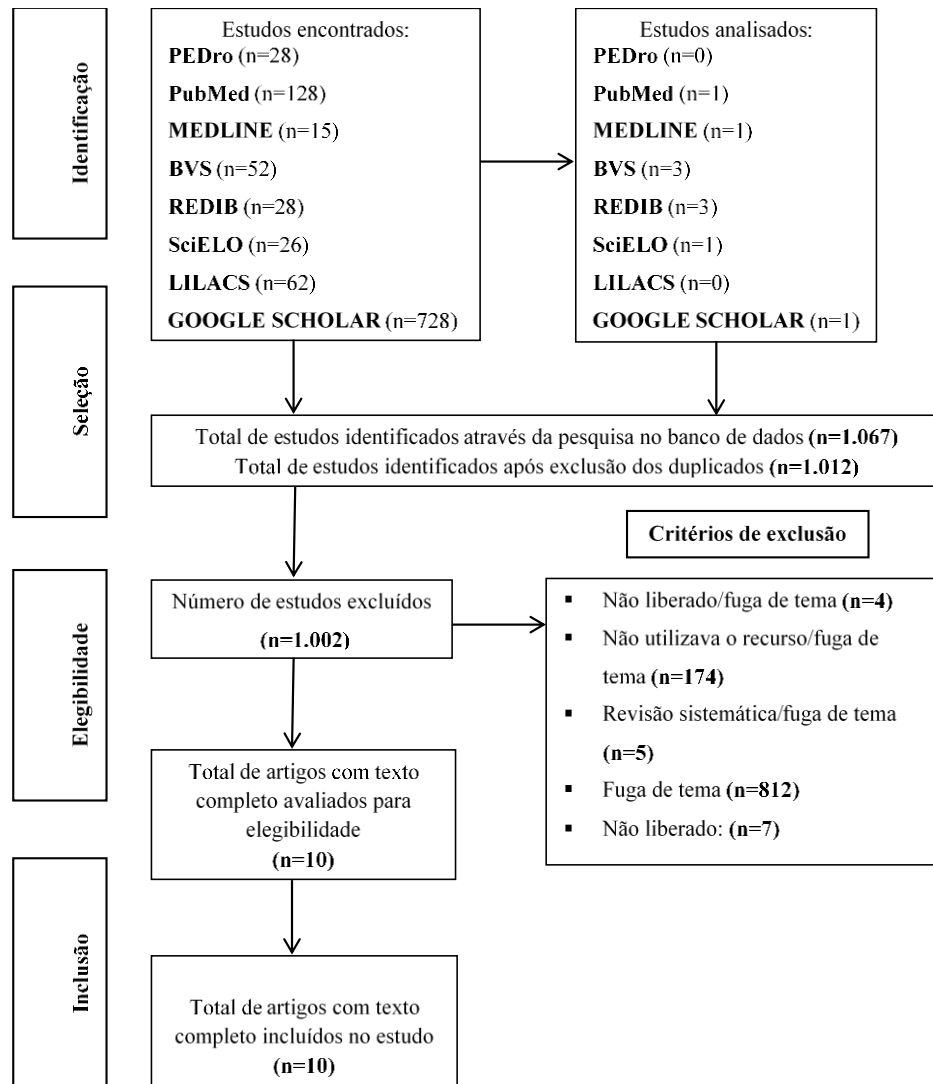 Identificação
Estudos encontrados:
PEDro (n=28)
PubMed (n=128)
MEDLINE (n=15)
BVS (n=52)
REDIB (n=28)
SciELO (n=26)
LILACS (n=62)
GOOGLE SCHOLAR (n=728)
Estudos analisados:
PEDro (n=0)
PubMed (n=1)
MEDLINE (n=1)
BVS (n=3)
REDIB (n=3)
SciELO (n=1)
LILACS (n=0)
GOOGLE SCHOLAR (n=1)
Seleção
Total de estudos identificados através da pesquisa no banco de dados (n=1.067)
Total de estudos identificados após exclusão dos duplicados (n=1.012)
Critérios de exclusão
Elegibilidade
Número de estudos excluídos
(n=1.002)
▪ Não liberado/fuga de tema (n=4)
▪ Não utilizava o recurso/fuga de
tema (n=174)
▪ Revisão sistemática/fuga de tema
(n=5)
▪ Fuga de tema (n=812)
▪ Não liberado: (n=7)
Total de artigos com texto
completo avaliados para
elegibilidade
(n=10)
Inclusão
Total de artigos com texto
completo incluídos no estudo
(n=10)